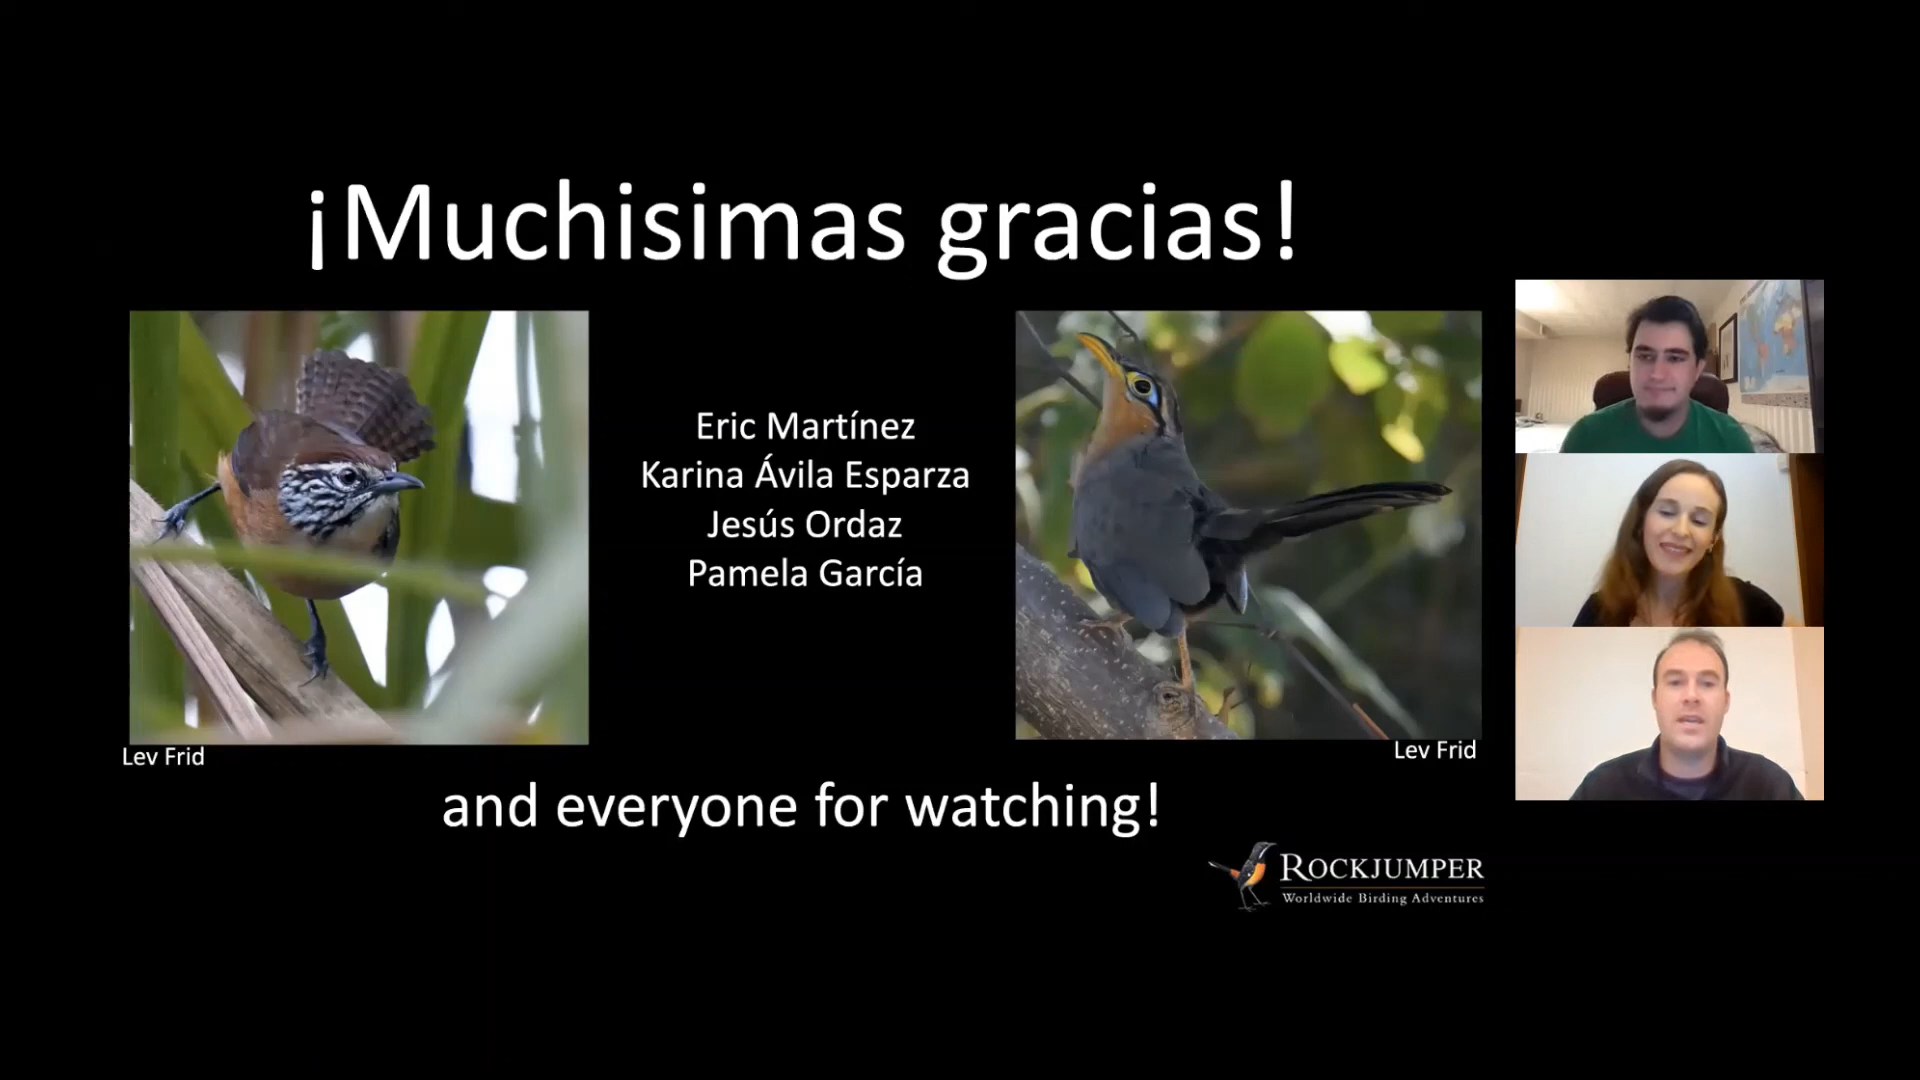 ¡Muchisimas gracias!
Eric Martínez
Karina Ávila Esparza
Jesús Ordaz
Pamela García
Lev Frid
Lev Frid
and everyone for watching!
ROCKJUMPER
Worldwide Birding Adventures